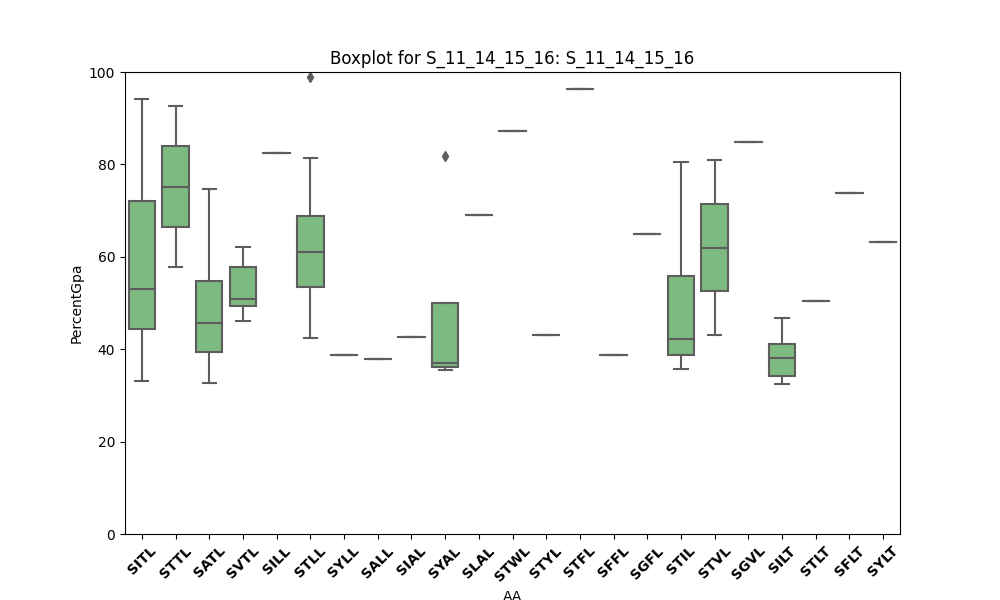 Boxplot for S_11_14_15_16: S_11_14_15_16
PercentGpa
100
80
60
40
20
0
SITL STTL SATL SVTL SILL STLL SYLL SALL SIAL SYAL SLAL STWL STYL STFL SFFL SGFL STIL STVL SGVL SILT STLT SFLT SYLT
AA